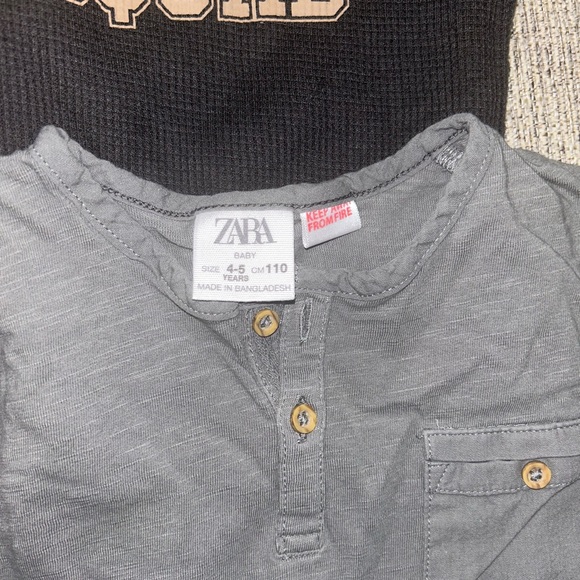 ZARA
BABY
SIZE 4-5 CM 110
YEARS
MADE IN BANGLADESH
KEEP AWAY
FROM FIRE